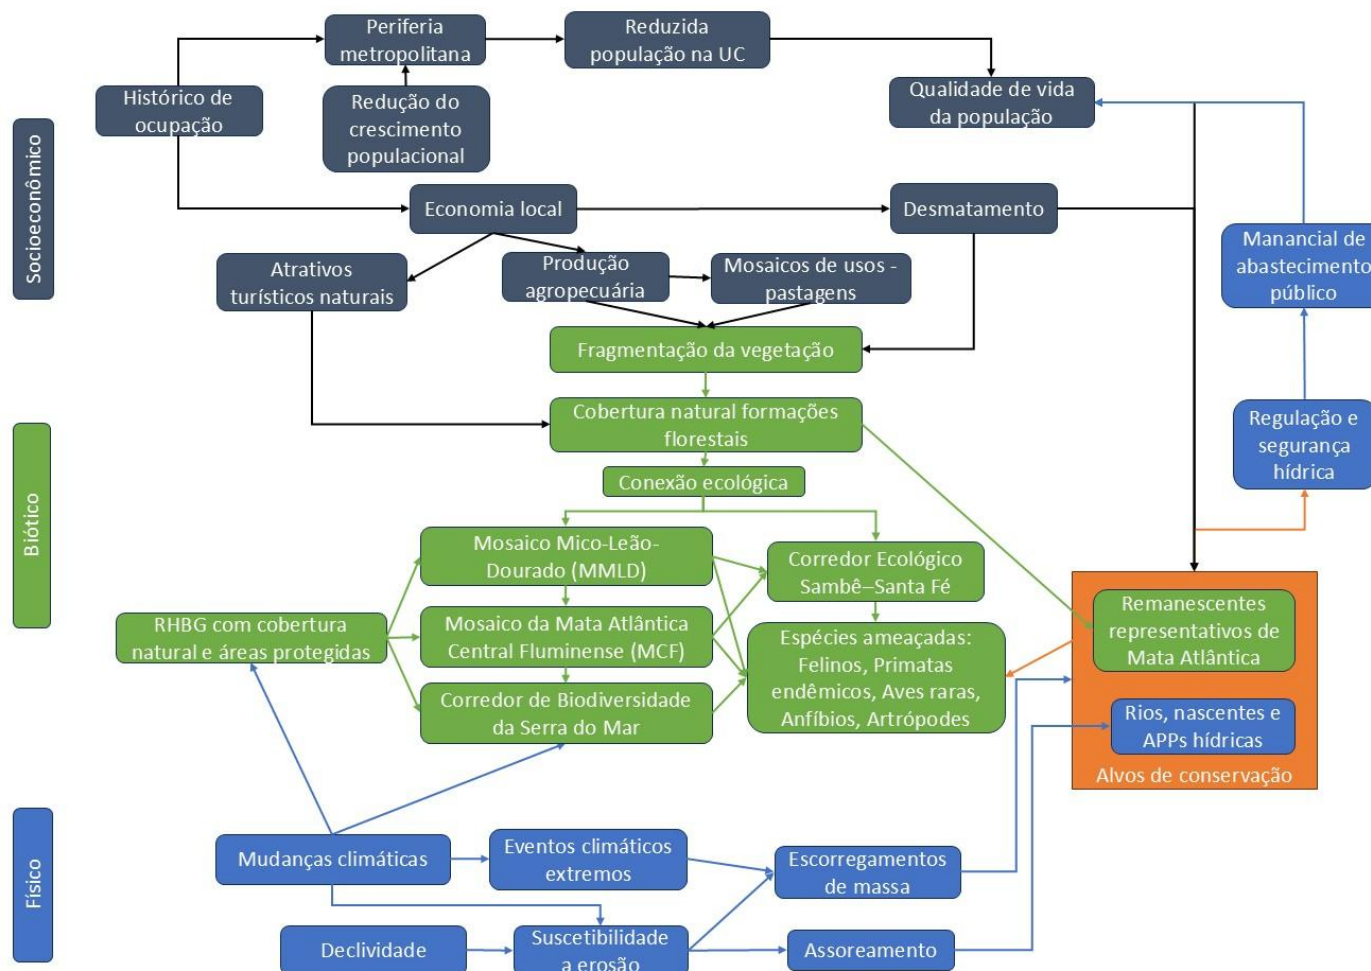 Periferia
metropolitana
Reduzida
população na UC
Histórico de
ocupação
Redução do
crescimento
populacional
Qualidade de vida
da população
Socioeconômico
Economia local
Desmatamento
Atrativos
turísticos naturais
Produção
agropecuária
Mosaicos de usos -
pastagens
Manancial de
abastecimento
público
Fragmentação da vegetação
Cobertura natural formações
florestais
Regulação e
segurança
hídrica
Biótico
Conexão ecológica
Mosaico Mico-Leão-
Dourado (MMLD)
Corredor Ecológico
Sambê–Santa Fé
RHBG com cobertura
natural e áreas protegidas
Mosaico da Mata Atlântica
Central Fluminense (MCF)
Espécies ameaçadas:
Felinos, Primatas
endêmicos, Aves raras,
Anfíbios, Artrópodes
Corredor de Biodiversidade
da Serra do Mar
Remanescentes
representativos de
Mata Atlântica
Rios, nascentes e
APPs hídricas
Alvos de conservação
Físico
Mudanças climáticas
Eventos climáticos
extremos
Escorregamentos
de massa
Declividade
Suscetibilidade
a erosão
Assoreamento